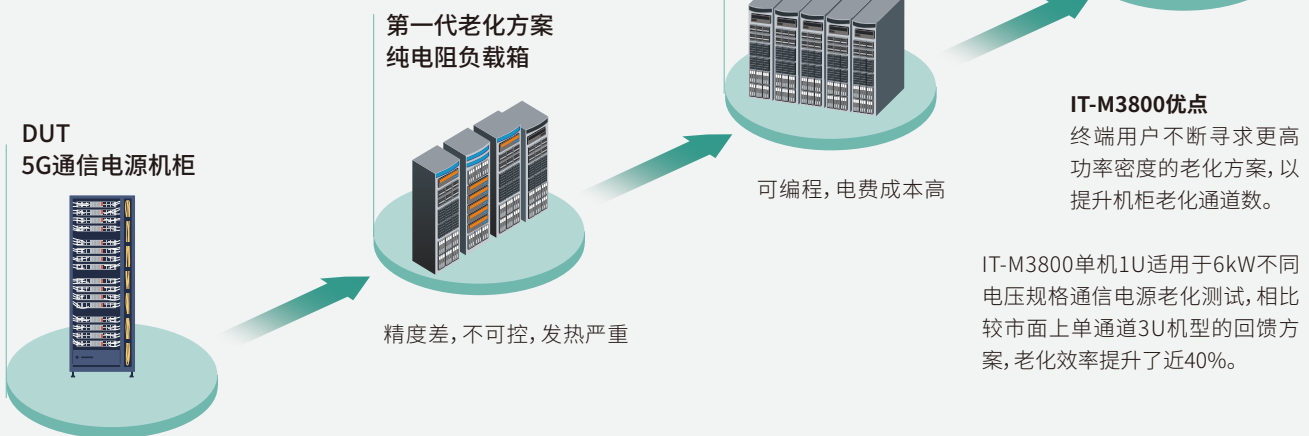 第一代老化方案
纯电阻负载箱
DUT
5G通信电源机柜
精度差，不可控，发热严重
可编程，电费成本高
IT-M3800优点
终端用户不断寻求更高
功率密度的老化方案，以
提升机柜老化通道数。
IT-M3800单机1U适用于6kW不同
电压规格通信电源老化测试，相比
较市面上单通道3U机型的回馈方
案，老化效率提升了近40%。